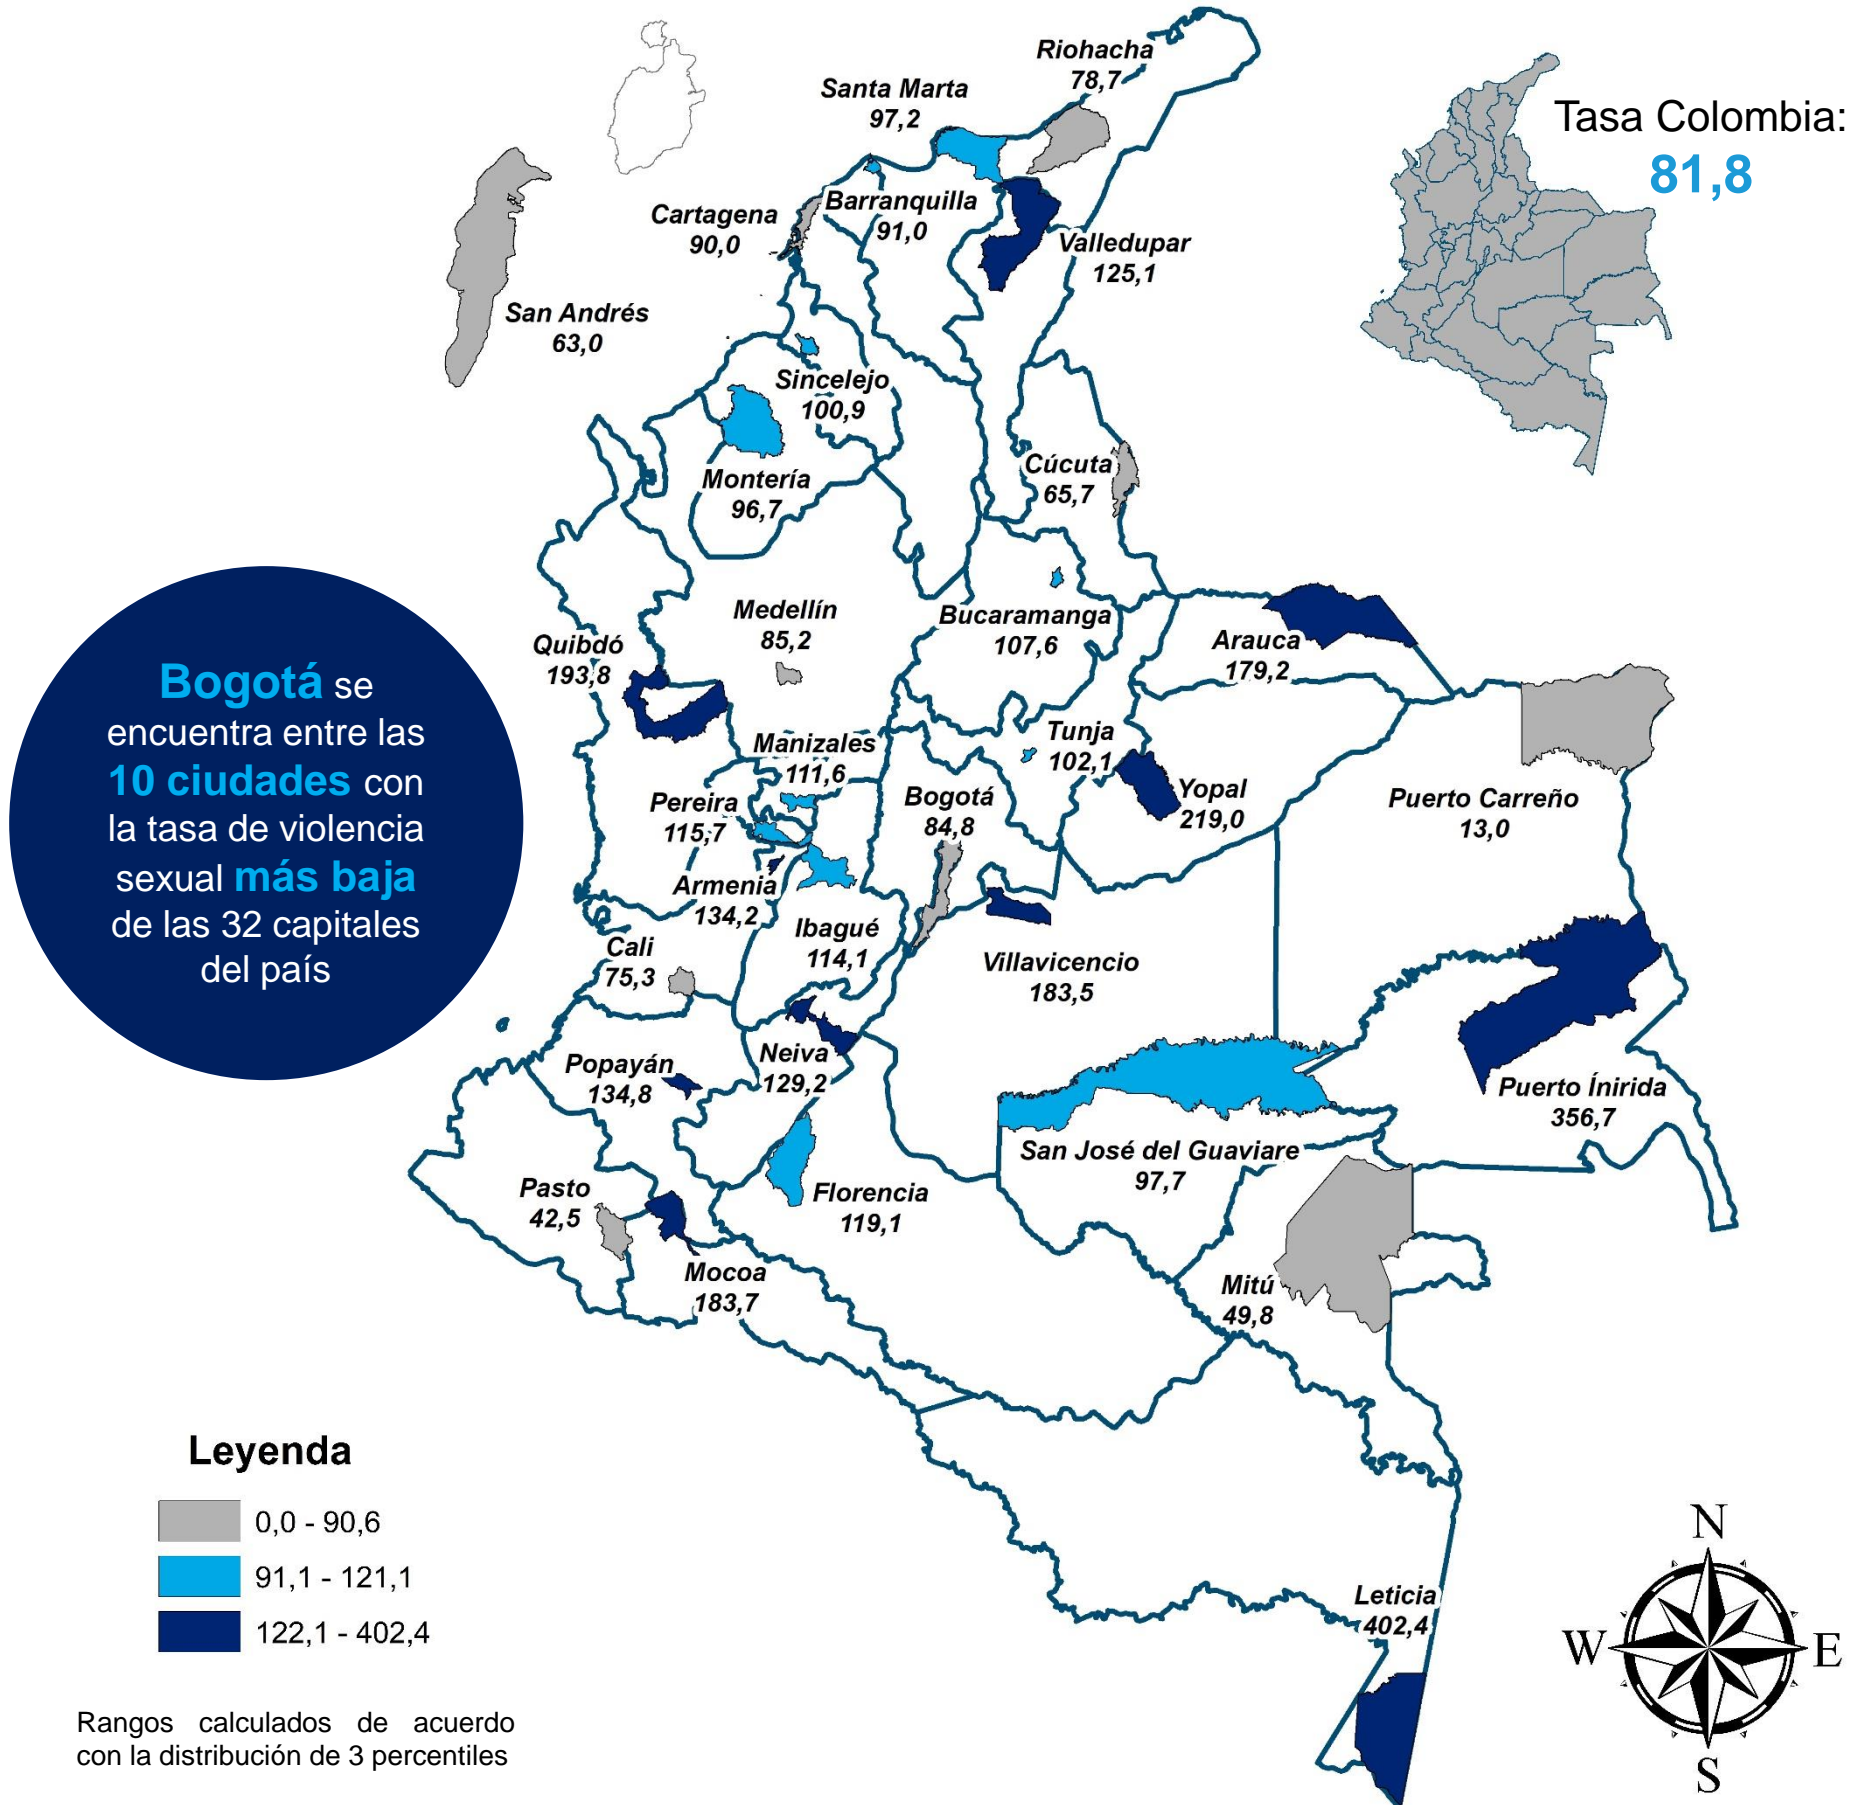 Riohacha
78,7
Santa Marta
97,2
Tasa Colombia:
81,8
Cartagena
90,0
Barranquilla
91,0
Valledupar
125,1
San Andrés
63,0
Sincelejo
100,9
Montería
96,7
Cúcuta
65,7
Medellín
85,2
Bucaramanga
107,6
Quibdó
193,8
Arauca
179,2
Bogotá se
encuentra entre las
10 ciudades con
la tasa de violencia
sexual más baja
de las 32 capitales
del país
Manizales
111,6
Tunja
102,1
Pereira
115,7
Bogotá
84,8
Yopal
219,0
Puerto Carreño
13,0
Armenia
134,2
Ibagué
114,1
Cali
75,3
Villavicencio
183,5
Popayán
134,8
Neiva
129,2
Puerto Ínirida
356,7
San José del Guaviare
97,7
Pasto
42,5
Florencia
119,1
Mocoa
183,7
Mitú
49,8
Leyenda
0,0 - 90,6
91,1 - 121,1
122,1 - 402,4
Leticia
402,4
N
W
E
S
Rangos calculados de acuerdo
con la distribución de 3 percentiles